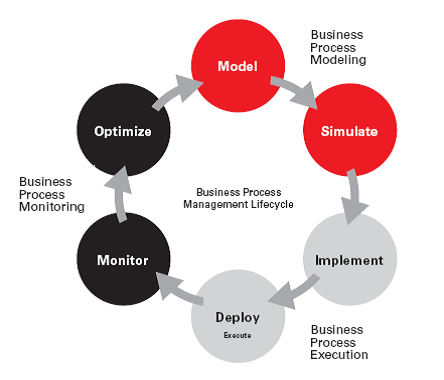 Model
Business
Process
Modeling
Optimize
Simulate
Business
Process
Monitoring
Business Process
Management Lifecycle
Monitor
Implement
Deploy
Execute
Business
Process
Execution